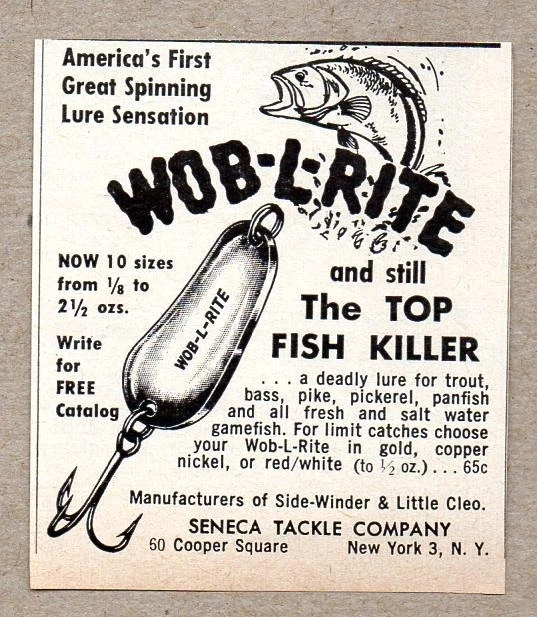 America's First
Great Spinning
Lure Sensation
WOB-L-RITE
NOW 10 sizes
from 1/8 to
2 1/2 ozs.
Write
for
FREE
Catalog
WOB-L-RITE
and still
The TOP
FISH KILLER
. . . a deadly lure for trout,
bass, pike, pickerel, panfish
and all fresh and salt water
gamefish. For limit catches choose
your Wob-L-Rite in gold, copper
nickel, or red/white (to 1/2 oz.) . . . 65c
Manufacturers of Side-Winder & Little Cleo.
SENECA TACKLE COMPANY
60 Cooper Square New York 3, N. Y.